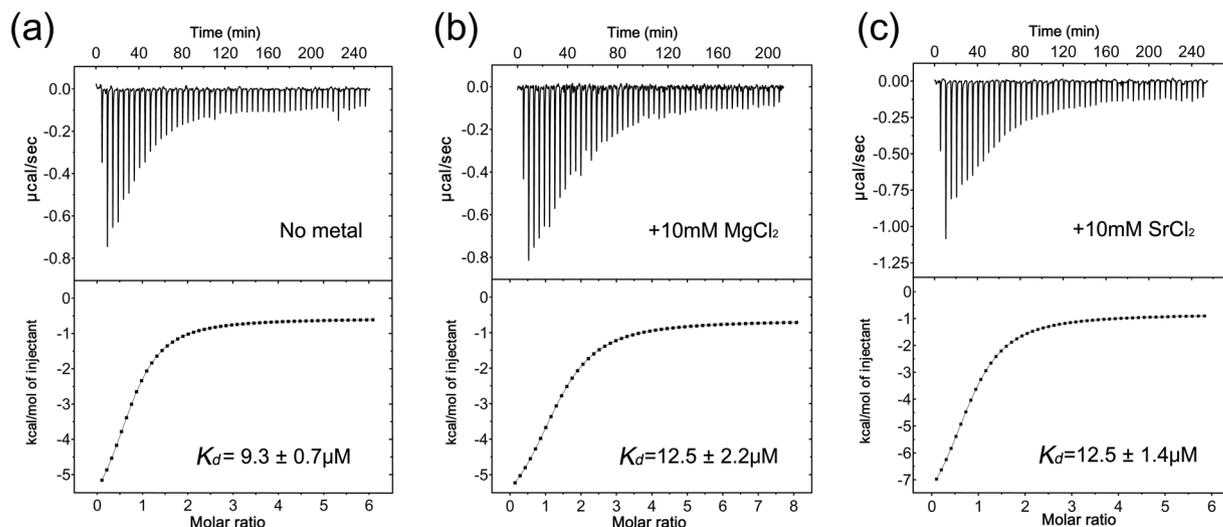 (a)
Time (min)
0 40 80 120 160 200 240
0.0
-0.2
-0.4
-0.6
-0.8
µcal/sec
No metal
0
-1
-2
-3
-4
-5
kcal/mol of injectant
Kd = 9.3 ± 0.7µM
0 1 2 3 4 5 6
Molar ratio
(b)
Time (min)
0 40 80 120 160 200
0.0
-0.2
-0.4
-0.6
-0.8
µcal/sec
+10mM MgCl₂
0
-1
-2
-3
-4
-5
kcal/mol of injectant
Kd = 12.5 ± 2.2µM
0 1 2 3 4 5 6 7 8
Molar ratio
(c)
Time (min)
0 40 80 120 160 200 240
0.00
-0.25
-0.50
-0.75
-1.00
-1.25
µcal/sec
+10mM SrCl₂
0
-1
-2
-3
-4
-5
-6
-7
kcal/mol of injectant
Kd = 12.5 ± 1.4µM
0 1 2 3 4 5 6
Molar ratio